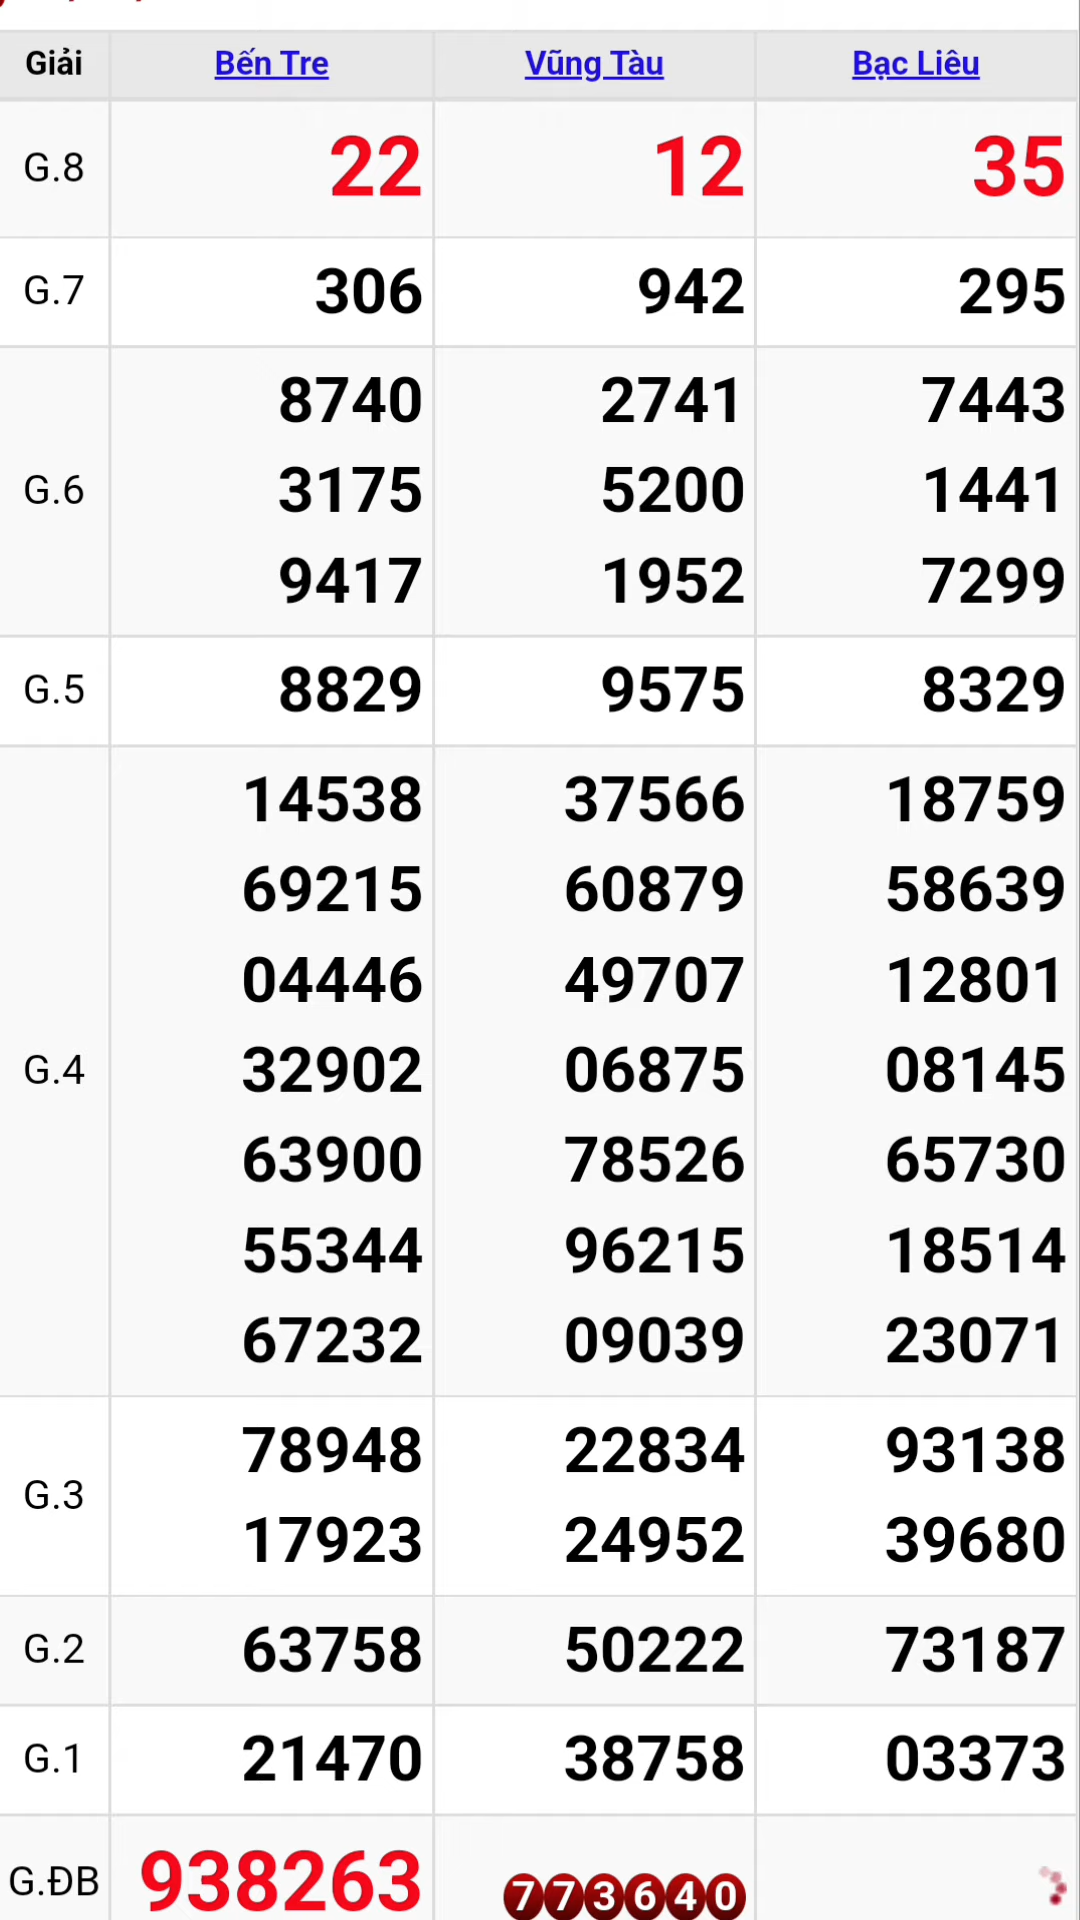 Giải Bến Tre Vũng Tàu Bạc Liêu
G.8 22 12 35
G.7 306 942 295
8740 2741 7443
G.6 3175 5200 1441
9417 1952 7299
G.5 8829 9575 8329
14538 37566 18759
69215 60879 58639
04446 49707 12801
G.4 32902 06875 08145
63900 78526 65730
55344 96215 18514
67232 09039 23071
78948 22834 93138
G.3
17923 24952 39680
G.2 63758 50222 73187
G.1 21470 38758 03373
G.ĐB 938263 773640